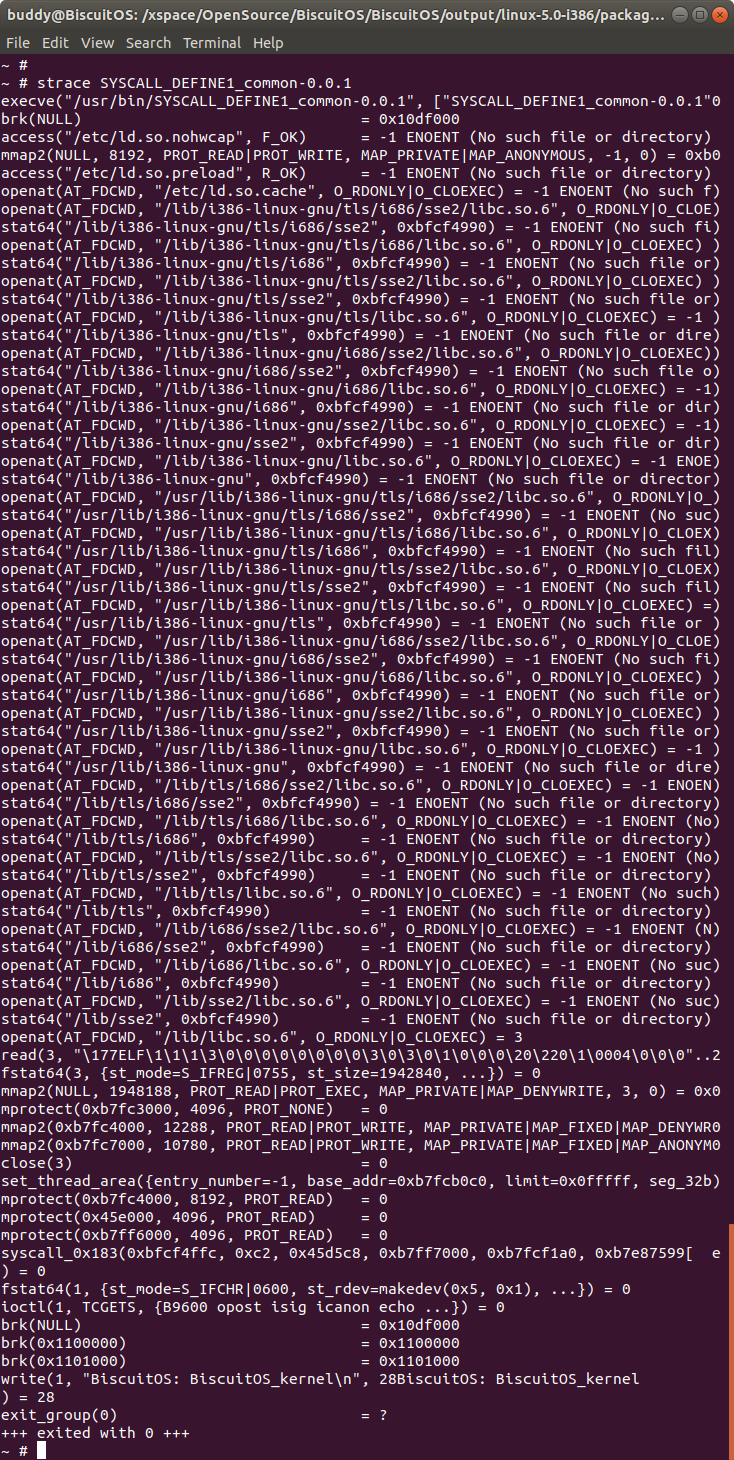 buddy@BiscuitOS: /xspace/OpenSource/BiscuitOS/BiscuitOS/output/linux-5.0-i386/packag...
File Edit View Search Terminal Help
~ #
~ # strace SYSCALL_DEFINE1_common-0.0.1
execve("/usr/bin/SYSCALL_DEFINE1_common-0.0.1", ["SYSCALL_DEFINE1_common-0.0.1"0
brk(NULL)                               = 0x10df000
access("/etc/ld.so.nohwcap", F_OK)      = -1 ENOENT (No such file or directory)
mmap2(NULL, 8192, PROT_READ|PROT_WRITE, MAP_PRIVATE|MAP_ANONYMOUS, -1, 0) = 0xb0
access("/etc/ld.so.preload", R_OK)      = -1 ENOENT (No such file or directory)
openat(AT_FDCWD, "/etc/ld.so.cache", O_RDONLY|O_CLOEXEC) = -1 ENOENT (No such f)
openat(AT_FDCWD, "/lib/i386-linux-gnu/tls/i686/sse2/libc.so.6", O_RDONLY|O_CLOE)
stat64("/lib/i386-linux-gnu/tls/i686/sse2", 0xbfcf4990) = -1 ENOENT (No such fi)
openat(AT_FDCWD, "/lib/i386-linux-gnu/tls/i686/libc.so.6", O_RDONLY|O_CLOEXEC) )
stat64("/lib/i386-linux-gnu/tls/i686", 0xbfcf4990) = -1 ENOENT (No such file or)
openat(AT_FDCWD, "/lib/i386-linux-gnu/tls/sse2/libc.so.6", O_RDONLY|O_CLOEXEC) )
stat64("/lib/i386-linux-gnu/tls/sse2", 0xbfcf4990) = -1 ENOENT (No such file or)
openat(AT_FDCWD, "/lib/i386-linux-gnu/tls/libc.so.6", O_RDONLY|O_CLOEXEC) = -1 )
stat64("/lib/i386-linux-gnu/tls", 0xbfcf4990) = -1 ENOENT (No such file or dire)
openat(AT_FDCWD, "/lib/i386-linux-gnu/i686/sse2/libc.so.6", O_RDONLY|O_CLOEXEC))
stat64("/lib/i386-linux-gnu/i686/sse2", 0xbfcf4990) = -1 ENOENT (No such file o)
openat(AT_FDCWD, "/lib/i386-linux-gnu/i686/libc.so.6", O_RDONLY|O_CLOEXEC) = -1)
stat64("/lib/i386-linux-gnu/i686", 0xbfcf4990) = -1 ENOENT (No such file or dir)
openat(AT_FDCWD, "/lib/i386-linux-gnu/sse2/libc.so.6", O_RDONLY|O_CLOEXEC) = -1)
stat64("/lib/i386-linux-gnu/sse2", 0xbfcf4990) = -1 ENOENT (No such file or dir)
openat(AT_FDCWD, "/lib/i386-linux-gnu/libc.so.6", O_RDONLY|O_CLOEXEC) = -1 ENOE)
stat64("/lib/i386-linux-gnu", 0xbfcf4990) = -1 ENOENT (No such file or director)
openat(AT_FDCWD, "/usr/lib/i386-linux-gnu/tls/i686/sse2/libc.so.6", O_RDONLY|O_)
stat64("/usr/lib/i386-linux-gnu/tls/i686/sse2", 0xbfcf4990) = -1 ENOENT (No suc)
openat(AT_FDCWD, "/usr/lib/i386-linux-gnu/tls/i686/libc.so.6", O_RDONLY|O_CLOEX)
stat64("/usr/lib/i386-linux-gnu/tls/i686", 0xbfcf4990) = -1 ENOENT (No such fil)
openat(AT_FDCWD, "/usr/lib/i386-linux-gnu/tls/sse2/libc.so.6", O_RDONLY|O_CLOEX)
stat64("/usr/lib/i386-linux-gnu/tls/sse2", 0xbfcf4990) = -1 ENOENT (No such fil)
openat(AT_FDCWD, "/usr/lib/i386-linux-gnu/tls/libc.so.6", O_RDONLY|O_CLOEXEC) =)
stat64("/usr/lib/i386-linux-gnu/tls", 0xbfcf4990) = -1 ENOENT (No such file or )
openat(AT_FDCWD, "/usr/lib/i386-linux-gnu/i686/sse2/libc.so.6", O_RDONLY|O_CLOE)
stat64("/usr/lib/i386-linux-gnu/i686/sse2", 0xbfcf4990) = -1 ENOENT (No such fi)
openat(AT_FDCWD, "/usr/lib/i386-linux-gnu/i686/libc.so.6", O_RDONLY|O_CLOEXEC) )
stat64("/usr/lib/i386-linux-gnu/i686", 0xbfcf4990) = -1 ENOENT (No such file or)
openat(AT_FDCWD, "/usr/lib/i386-linux-gnu/sse2/libc.so.6", O_RDONLY|O_CLOEXEC) )
stat64("/usr/lib/i386-linux-gnu/sse2", 0xbfcf4990) = -1 ENOENT (No such file or)
openat(AT_FDCWD, "/usr/lib/i386-linux-gnu/libc.so.6", O_RDONLY|O_CLOEXEC) = -1 )
stat64("/usr/lib/i386-linux-gnu", 0xbfcf4990) = -1 ENOENT (No such file or dire)
openat(AT_FDCWD, "/lib/tls/i686/sse2/libc.so.6", O_RDONLY|O_CLOEXEC) = -1 ENOEN)
stat64("/lib/tls/i686/sse2", 0xbfcf4990) = -1 ENOENT (No such file or directory)
openat(AT_FDCWD, "/lib/tls/i686/libc.so.6", O_RDONLY|O_CLOEXEC) = -1 ENOENT (No)
stat64("/lib/tls/i686", 0xbfcf4990)     = -1 ENOENT (No such file or directory)
openat(AT_FDCWD, "/lib/tls/sse2/libc.so.6", O_RDONLY|O_CLOEXEC) = -1 ENOENT (No)
stat64("/lib/tls/sse2", 0xbfcf4990)     = -1 ENOENT (No such file or directory)
openat(AT_FDCWD, "/lib/tls/libc.so.6", O_RDONLY|O_CLOEXEC) = -1 ENOENT (No such)
stat64("/lib/tls", 0xbfcf4990)          = -1 ENOENT (No such file or directory)
openat(AT_FDCWD, "/lib/i686/sse2/libc.so.6", O_RDONLY|O_CLOEXEC) = -1 ENOENT (N)
stat64("/lib/i686/sse2", 0xbfcf4990)    = -1 ENOENT (No such file or directory)
openat(AT_FDCWD, "/lib/i686/libc.so.6", O_RDONLY|O_CLOEXEC) = -1 ENOENT (No suc)
stat64("/lib/i686", 0xbfcf4990)         = -1 ENOENT (No such file or directory)
openat(AT_FDCWD, "/lib/sse2/libc.so.6", O_RDONLY|O_CLOEXEC) = -1 ENOENT (No suc)
stat64("/lib/sse2", 0xbfcf4990)         = -1 ENOENT (No such file or directory)
openat(AT_FDCWD, "/lib/libc.so.6", O_RDONLY|O_CLOEXEC) = 3
read(3, "\177ELF\1\1\1\3\0\0\0\0\0\0\0\0\3\0\3\0\1\0\0\0\20\220\1\0004\0\0\0"..2
fstat64(3, {st_mode=S_IFREG|0755, st_size=1942840, ...}) = 0
mmap2(NULL, 1948188, PROT_READ|PROT_EXEC, MAP_PRIVATE|MAP_DENYWRITE, 3, 0) = 0x0
mprotect(0xb7fc3000, 4096, PROT_NONE)   = 0
mmap2(0xb7fc4000, 12288, PROT_READ|PROT_WRITE, MAP_PRIVATE|MAP_FIXED|MAP_DENYWR0
mmap2(0xb7fc7000, 10780, PROT_READ|PROT_WRITE, MAP_PRIVATE|MAP_FIXED|MAP_ANONYM0
close(3)                                = 0
set_thread_area({entry_number=-1, base_addr=0xb7fcb0c0, limit=0x0fffff, seg_32b)
mprotect(0xb7fc4000, 8192, PROT_READ)   = 0
mprotect(0x45e000, 4096, PROT_READ)     = 0
mprotect(0xb7ff6000, 4096, PROT_READ)   = 0
syscall_0x183(0xbfcf4ffc, 0xc2, 0x45d5c8, 0xb7ff7000, 0xb7fcf1a0, 0xb7e87599[  e
) = 0
fstat64(1, {st_mode=S_IFCHR|0600, st_rdev=makedev(0x5, 0x1), ...}) = 0
ioctl(1, TCGETS, {B9600 opost isig icanon echo ...}) = 0
brk(NULL)                               = 0x10df000
brk(0x1100000)                          = 0x1100000
brk(0x1101000)                          = 0x1101000
write(1, "BiscuitOS: BiscuitOS_kernel\n", 28BiscuitOS: BiscuitOS_kernel
) = 28
exit_group(0)                           = ?
+++ exited with 0 +++
~ #